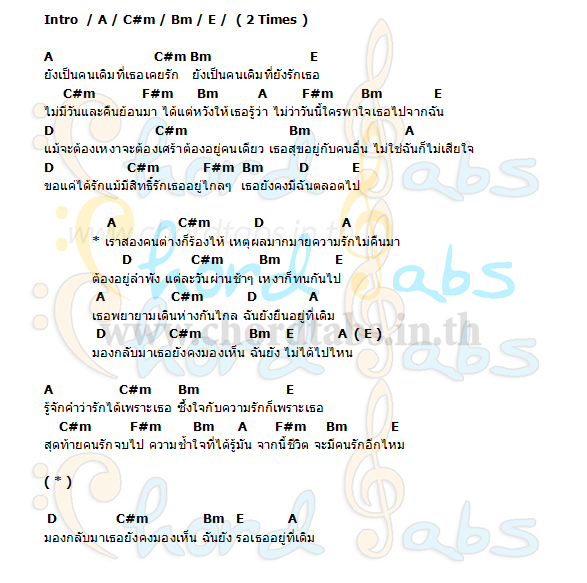 Intro / A / C#m / Bm / E / ( 2 Times )
A C#m Bm E
ยังเป็นคนเดิมที่เธอเคยรัก ยังเป็นคนเดิมที่ยังรักเธอ
C#m F#m Bm A F#m Bm E
ไม่มีวันและคืนย้อนมา ได้แต่หวังให้เธอรู้ว่า ไม่ว่าวันนี้ใครพาใจเธอไปจากฉัน
D C#m Bm A
แม้จะต้องเหงาจะต้องเศร้าต้องอยู่คนเดียว เธอสุขอยู่กับคนอื่น ไม่ใช่ฉันก็ไม่เสียใจ
D C#m F#m Bm D E
ขอแค่ได้รักแม้มีสิทธิ์รักเธออยู่ไกลๆ เธอยังคงมีฉันตลอดไป
A C#m D A
* เราสองคนต่างก็ร้องไห้ เหตุผลมากมายความรักไม่คืนมา
D C#m Bm E
ต้องอยู่ลำพัง แต่ละวันผ่านช้าๆ เหงาก็ทนกันไป
A C#m D A
เธอพยายามเดินห่างกันไกล ฉันยังยืนอยู่ที่เดิม
D C#m Bm E A ( E )
มองกลับมาเธอยังคงมองเห็น ฉันยัง ไม่ได้ไปไหน
A C#m Bm E
รู้จักคำว่ารักได้เพราะเธอ ซึ้งใจกับความรักก็เพราะเธอ
C#m F#m Bm A F#m Bm E
สุดท้ายคนรักจบไป ความช้ำใจที่ได้รู้มัน จากนี้ชีวิต จะมีคนรักอีกไหม
( * )
D C#m Bm E A
มองกลับมาเธอยังคงมองเห็น ฉันยัง รอเธออยู่ที่เดิม
www.chordtabs.in.th